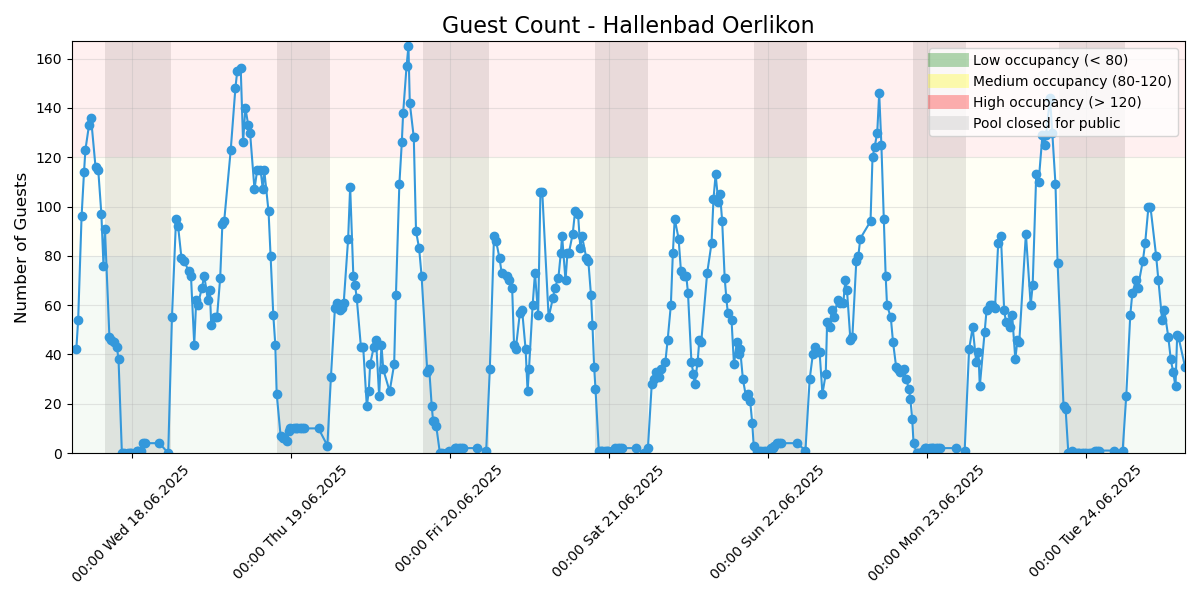 Guest Count - Hallenbad Oerlikon
Number of Guests
160
140
120
100
80
60
40
20
0
Low occupancy (< 80)
Medium occupancy (80-120)
High occupancy (> 120)
Pool closed for public
00:00 Wed 18.06.2025
00:00 Thu 19.06.2025
00:00 Fri 20.06.2025
00:00 Sat 21.06.2025
00:00 Sun 22.06.2025
00:00 Mon 23.06.2025
00:00 Tue 24.06.2025